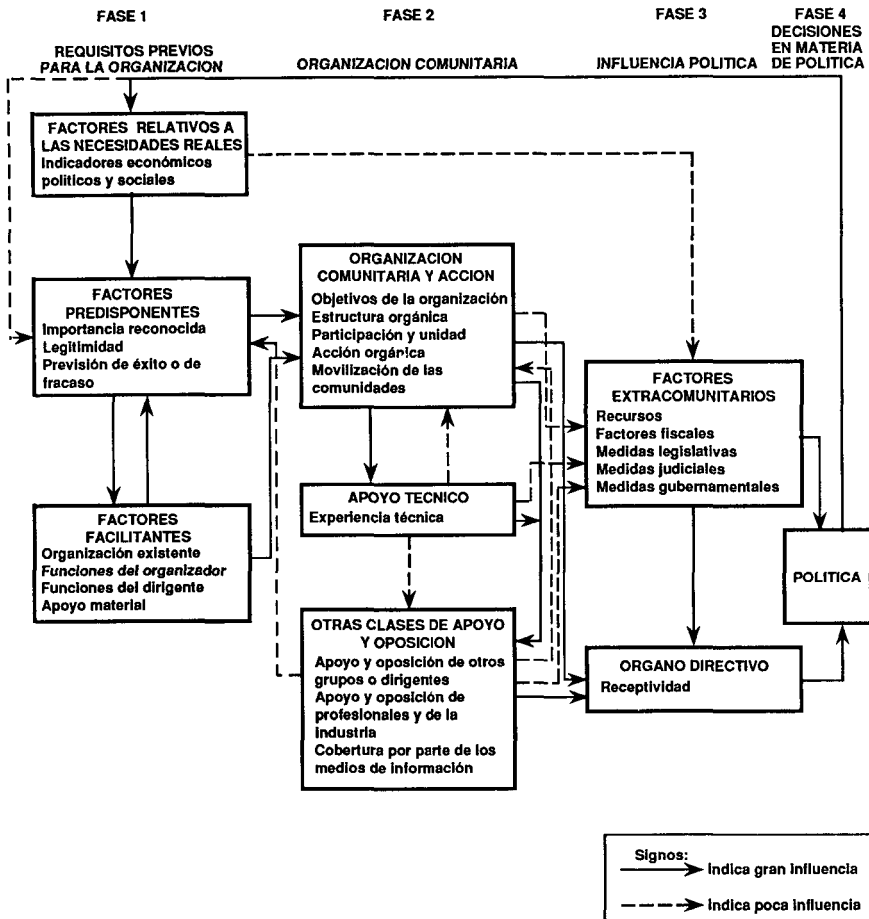 FASE 1
REQUISITOS PREVIOS
PARA LA ORGANIZACION
FASE 2
ORGANIZACION COMUNITARIA
FASE 3
INFLUENCIA POLITICA
FASE 4
DECISIONES
EN MATERIA
DE POLITICA
FACTORES RELATIVOS A
LAS NECESIDADES REALES
Indicadores económicos
políticos y sociales
FACTORES
PREDISPONENTES
Importancia reconocida
Legitimidad
Previsión de éxito o de
fracaso
FACTORES
FACILITANTES
Organización existente
Funciones del organizador
Funciones del dirigente
Apoyo material
ORGANIZACION
COMUNITARIA Y ACCION
Objetivos de la organización
Estructura orgánica
Participación y unidad
Acción orgánica
Movilización de las
comunidades
APOYO TECNICO
Experiencia técnica
OTRAS CLASES DE APOYO
Y OPOSICION
Apoyo y oposición de otros
grupos o dirigentes
Apoyo y oposición de
profesionales y de la
industria
Cobertura por parte de los
medios de información
FACTORES
EXTRACOMUNITARIOS
Recursos
Factores fiscales
Medidas legislativas
Medidas judiciales
Medidas gubernamentales
ORGANO DIRECTIVO
Receptividad
POLITICA
Signos:
Indica gran influencia
Indica poca influencia